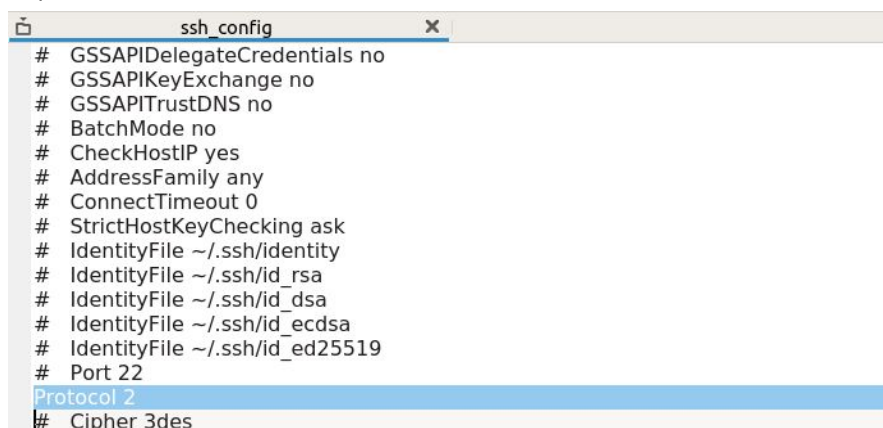 ssh_config
# GSSAPIDelegateCredentials no
# GSSAPIKeyExchange no
# GSSAPITrustDNS no
# BatchMode no
# CheckHostIP yes
# AddressFamily any
# ConnectTimeout 0
# StrictHostKeyChecking ask
# IdentityFile ~/.ssh/identity
# IdentityFile ~/.ssh/id_rsa
# IdentityFile ~/.ssh/id_dsa
# IdentityFile ~/.ssh/id_ecdsa
# IdentityFile ~/.ssh/id_ed25519
# Port 22
Protocol 2
# Cipher 3des